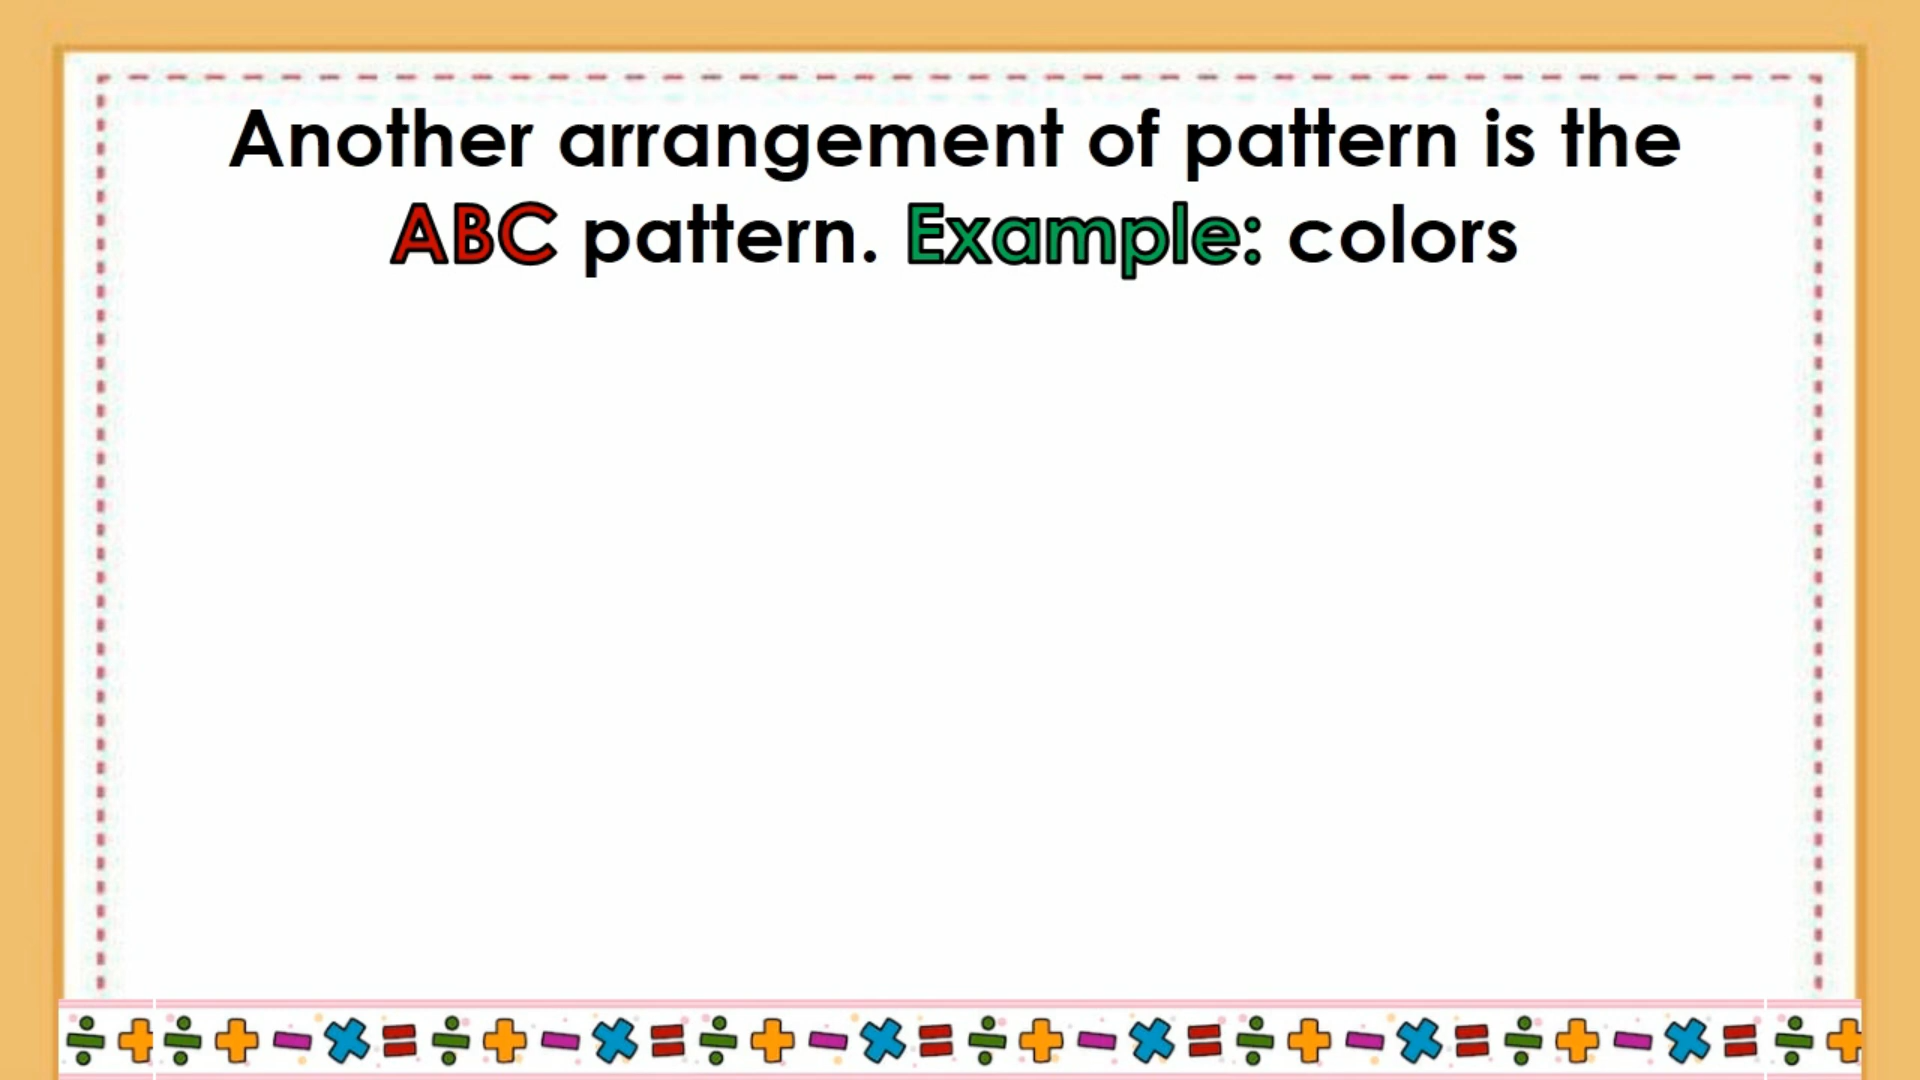 Another arrangement of pattern is the
ABC pattern. Example: colors